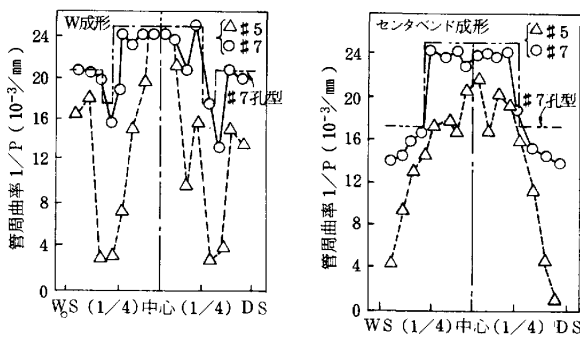 W成形
△ #5
○ #7
24
20
16
12
8
4
0
#7孔型
管周曲率 1/P (10⁻³/mm)
W。S (1/4) 中心 (1/4) D S
センタベンド成形
△ #5
○ #7
24
20
16
12
8
4
0
#7孔型
管周曲率 1/P (10⁻³/mm)
WS (1/4) 中心 (1/4) DS